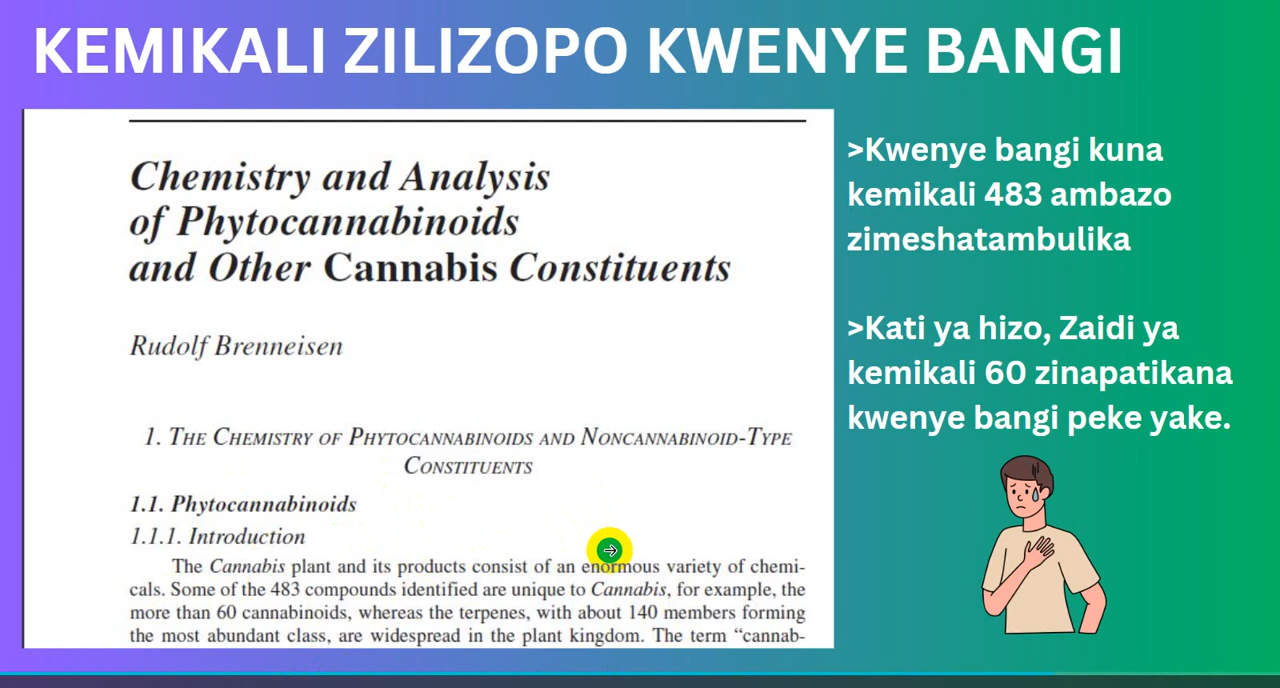 KEMIKALI ZILIZOPO KWENYE BANGI
Chemistry and Analysis
of Phytocannabinoids
and Other Cannabis Constituents
Rudolf Brenneisen
1. THE CHEMISTRY OF PHYTOCANNABINOIDS AND NONCANNABINOID-TYPE
CONSTITUENTS
1.1. Phytocannabinoids
1.1.1. Introduction
The Cannabis plant and its products consist of an enormous variety of chemi-
cals. Some of the 483 compounds identified are unique to Cannabis, for example, the
more than 60 cannabinoids, whereas the terpenes, with about 140 members forming
the most abundant class, are widespread in the plant kingdom. The term “cannab-
>Kwenye bangi kuna
kemikali 483 ambazo
zimeshatambulika
>Kati ya hizo, Zaidi ya
kemikali 60 zinapatikana
kwenye bangi peke yake.